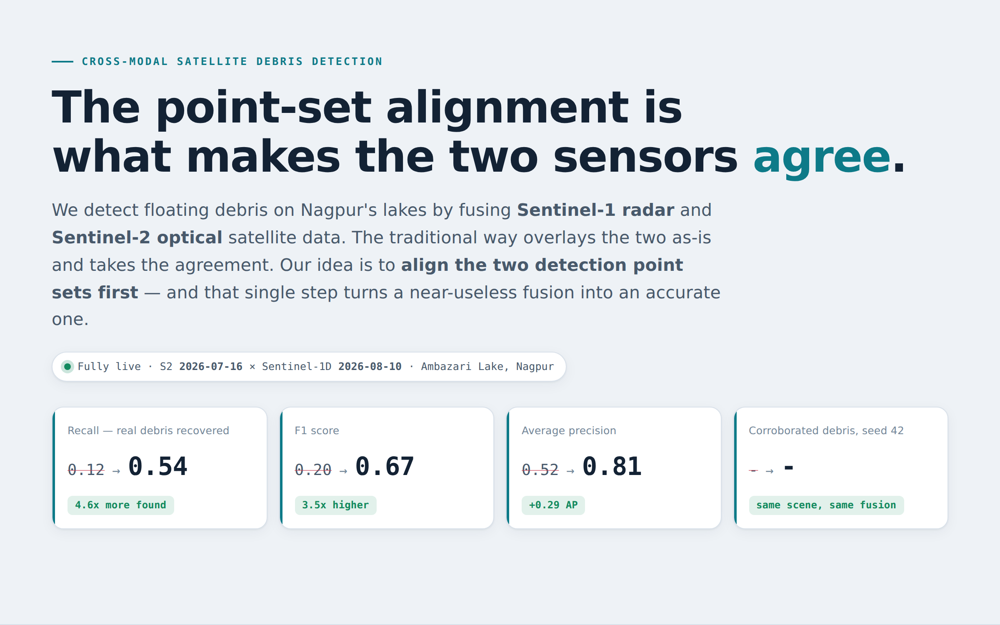 CROSS-MODAL SATELLITE DEBRIS DETECTION
The point-set alignment is
what makes the two sensors agree.
We detect floating debris on Nagpur's lakes by fusing Sentinel-1 radar and
Sentinel-2 optical satellite data. The traditional way overlays the two as-is
and takes the agreement. Our idea is to align the two detection point
sets first — and that single step turns a near-useless fusion into an accurate
one.
Fully live · S2 2026-07-16 × Sentinel-1D 2026-08-10 · Ambazari Lake, Nagpur
Recall — real debris recovered
0.12 → 0.54
4.6x more found
F1 score
0.20 → 0.67
3.5x higher
Average precision
0.52 → 0.81
+0.29 AP
Corroborated debris, seed 42
- → -
same scene, same fusion